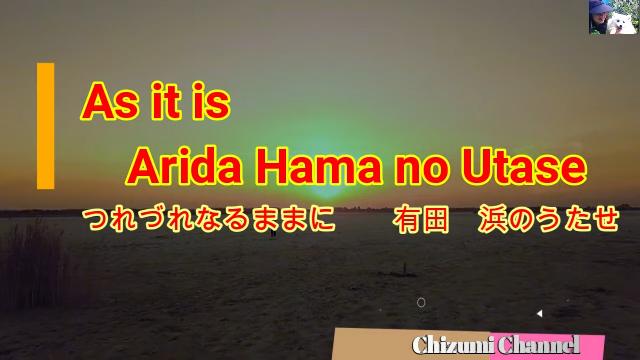 As it is
Arida Hama no Utase
つれづれなるままに　　有田　浜のうたせ
Chizumi Channel